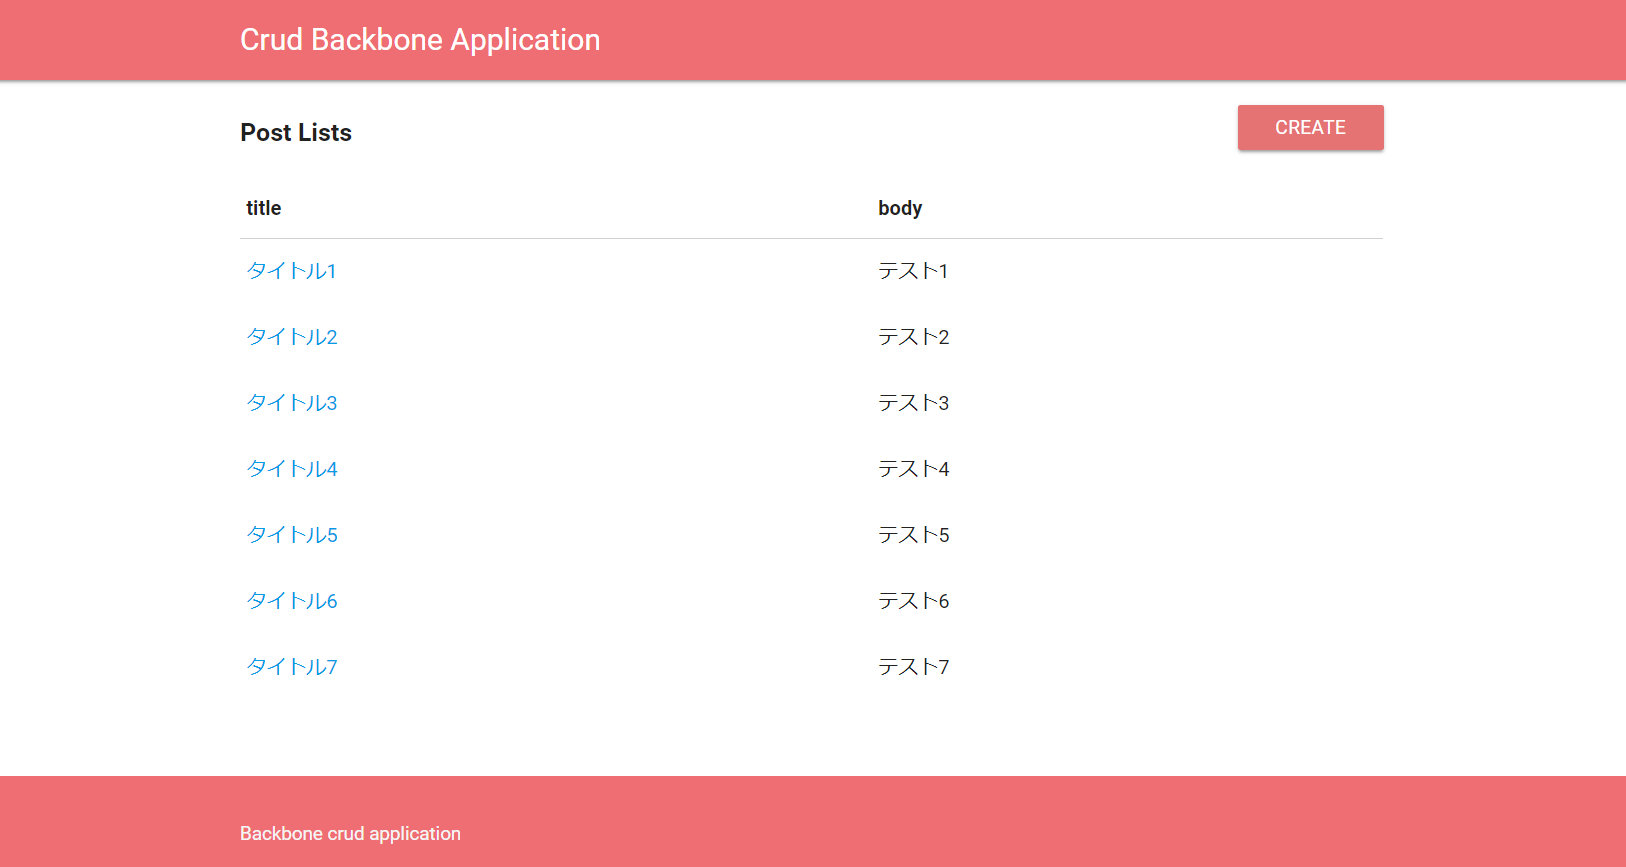 Crud Backbone Application
Post Lists CREATE
title body
タイトル1 テスト1
タイトル2 テスト2
タイトル3 テスト3
タイトル4 テスト4
タイトル5 テスト5
タイトル6 テスト6
タイトル7 テスト7
Backbone crud application